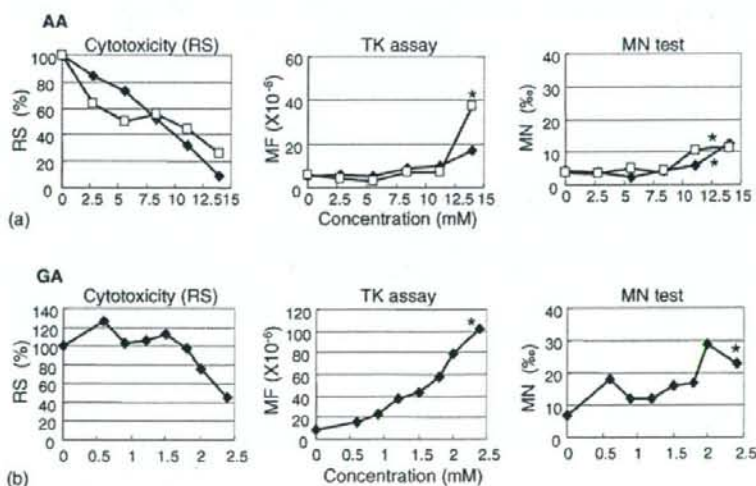 AA
Cytotoxicity (RS)
TK assay
MN test
RS (%)
100
80
60
40
20
0
0 2.5 5 7.5 10 12.5 15
MF (X10⁻⁶)
60
40
20
0
0 2.5 5 7.5 10 12.5 15
MN (‰)
40
30
20
10
0
0 2.5 5 7.5 10 12.5 15
(a)
Concentration (mM)
GA
Cytotoxicity (RS)
TK assay
MN test
RS (%)
140
120
100
80
60
40
20
0
0 0.5 1 1.5 2 2.5
MF (X10⁻⁶)
120
100
80
60
40
20
0
0 0.5 1 1.5 2 2.5
MN (‰)
40
30
20
10
0
0 0.5 1 1.5 2 2.5
(b)
Concentration (mM)